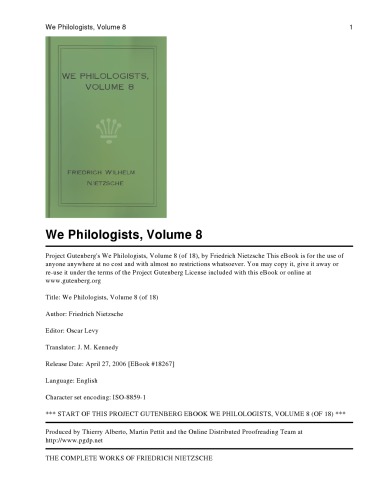 We Philologists, Volume 8 1
WE PHILOLOGISTS,
VOLUME 8
FRIEDRICH WILHELM
NIETZSCHE
We Philologists, Volume 8
Project Gutenberg's We Philologists, Volume 8 (of 18), by Friedrich Nietzsche This eBook is for the use of
anyone anywhere at no cost and with almost no restrictions whatsoever. You may copy it, give it away or
re-use it under the terms of the Project Gutenberg License included with this eBook or online at
www.gutenberg.org
Title: We Philologists, Volume 8 (of 18)
Author: Friedrich Nietzsche
Editor: Oscar Levy
Translator: J. M. Kennedy
Release Date: April 27, 2006 [EBook #18267]
Language: English
Character set encoding: ISO-8859-1
*** START OF THIS PROJECT GUTENBERG EBOOK WE PHILOLOGISTS, VOLUME 8 (OF 18) ***
Produced by Thierry Alberto, Martin Pettit and the Online Distributed Proofreading Team at
http://www.pgdp.net
THE COMPLETE WORKS OF FRIEDRICH NIETZSCHE